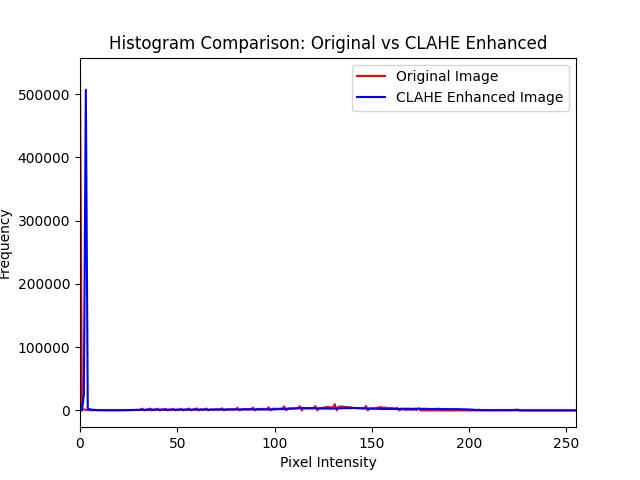 Histogram Comparison: Original vs CLAHE Enhanced
Original Image
CLAHE Enhanced Image
500000
400000
300000
200000
100000
0
Frequency
0 50 100 150 200 250
Pixel Intensity